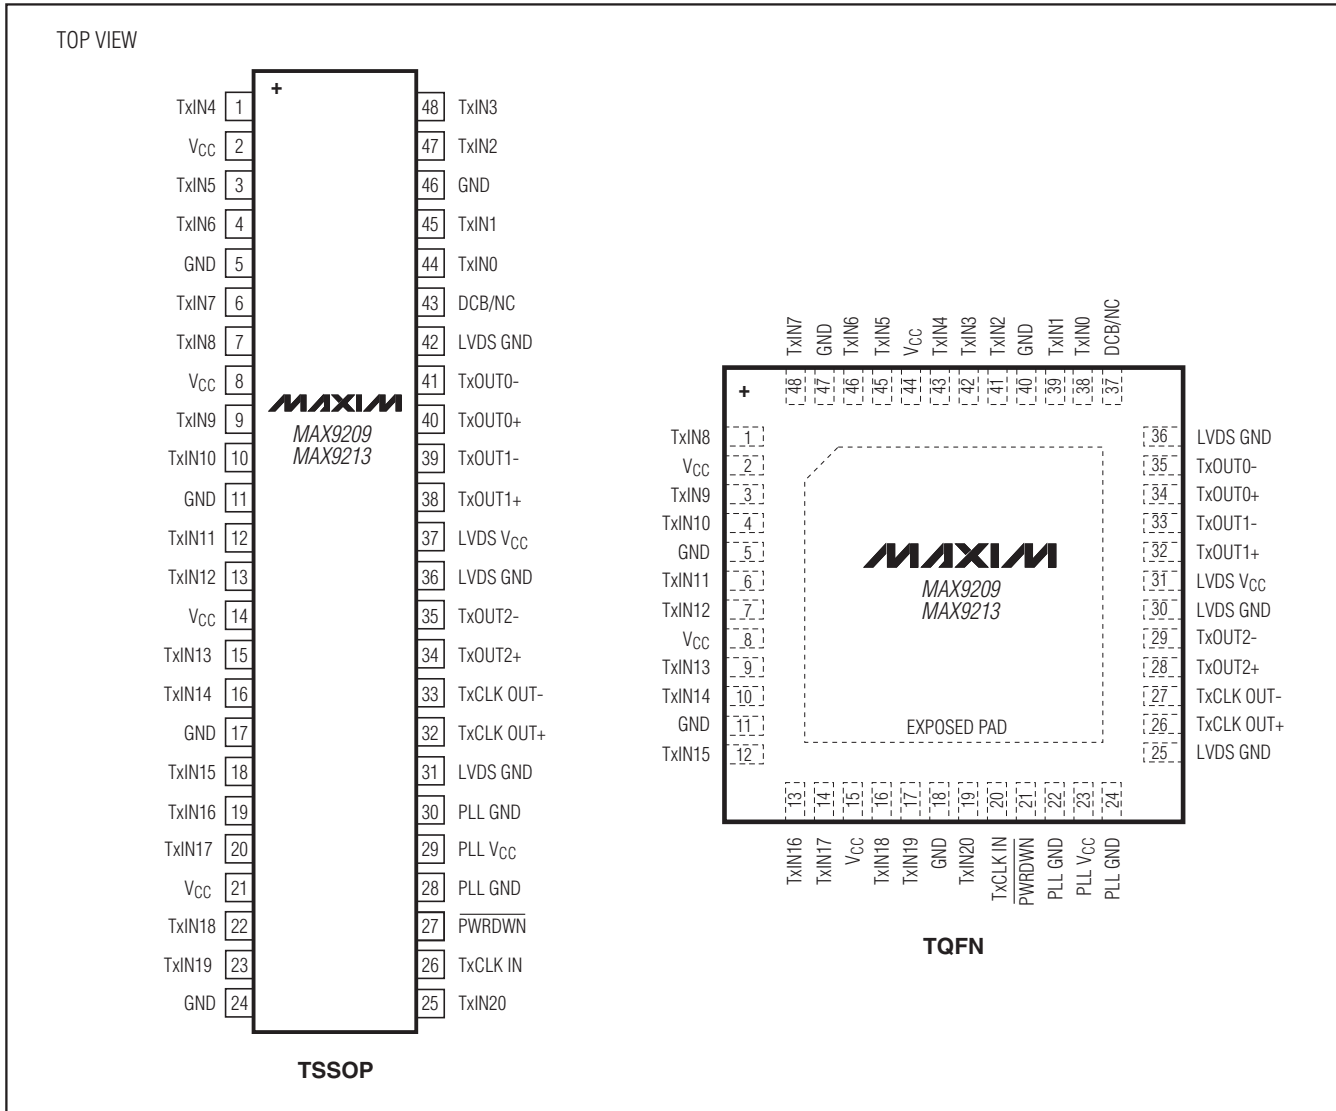 TOP VIEW
+
TxIN4 1 48 TxIN3
VCC 2 47 TxIN2
TxIN5 3 46 GND
TxIN6 4 45 TxIN1
GND 5 44 TxIN0
TxIN7 6 43 DCB/NC
TxIN8 7 42 LVDS GND
VCC 8 41 TxOUT0-
TxIN9 9 40 TxOUT0+
TxIN10 10 39 TxOUT1-
GND 11 38 TxOUT1+
TxIN11 12 37 LVDS VCC
TxIN12 13 36 LVDS GND
VCC 14 35 TxOUT2-
TxIN13 15 34 TxOUT2+
TxIN14 16 33 TxCLK OUT-
GND 17 32 TxCLK OUT+
TxIN15 18 31 LVDS GND
TxIN16 19 30 PLL GND
TxIN17 20 29 PLL VCC
VCC 21 28 PLL GND
TxIN18 22 27 PWRDWN
TxIN19 23 26 TxCLK IN
GND 24 25 TxIN20
MAXIM
MAX9209
MAX9213
TSSOP
TxIN7 GND TxIN6 TxIN5 VCC TxIN4 TxIN3 TxIN2 GND TxIN1 TxIN0 DCB/NC
48 47 46 45 44 43 42 41 40 39 38 37
+
TxIN8 1 36 LVDS GND
VCC 2 35 TxOUT0-
TxIN9 3 34 TxOUT0+
TxIN10 4 33 TxOUT1-
GND 5 32 TxOUT1+
TxIN11 6 31 LVDS VCC
TxIN12 7 30 LVDS GND
VCC 8 29 TxOUT2-
TxIN13 9 28 TxOUT2+
TxIN14 10 27 TxCLK OUT-
GND 11 26 TxCLK OUT+
TxIN15 12 25 LVDS GND
MAXIM
MAX9209
MAX9213
EXPOSED PAD
13 14 15 16 17 18 19 20 21 22 23 24
TxIN16 TxIN17 VCC TxIN18 TxIN19 GND TxIN20 TxCLK IN PWRDWN PLL GND PLL VCC PLL GND
TQFN